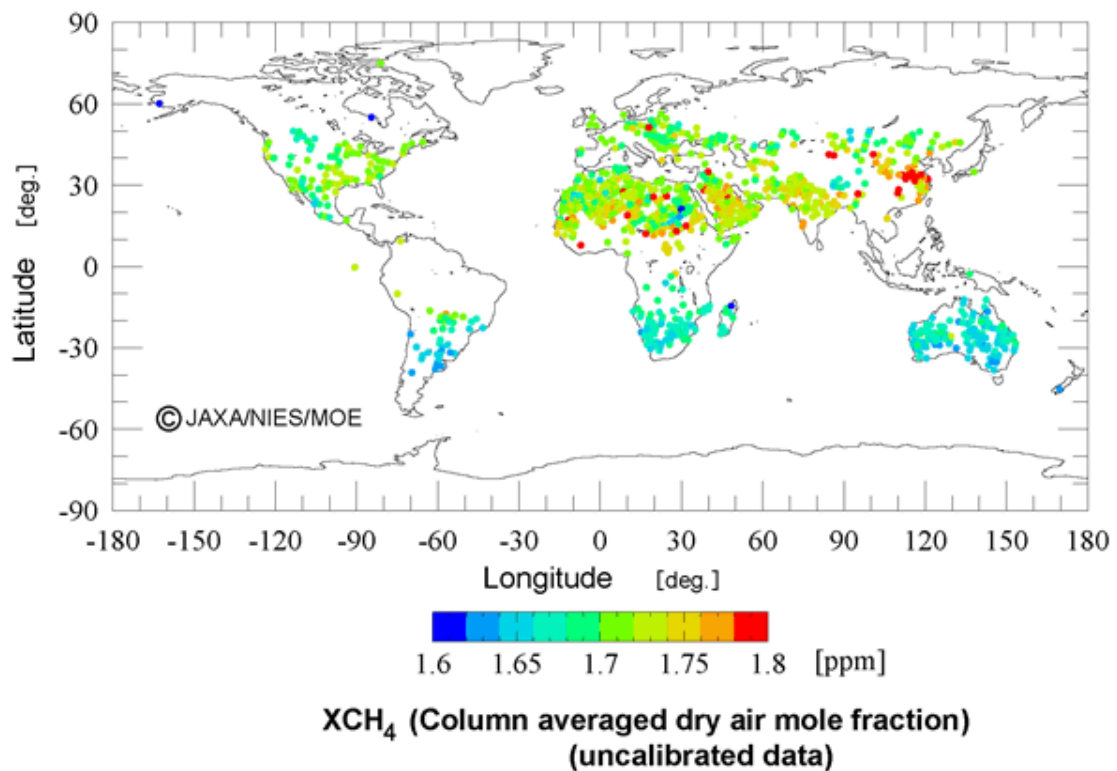 90
60
30
0
-30
-60
-90
Latitude [deg.]
© JAXA/NIES/MOE
-180 -150 -120 -90 -60 -30 0 30 60 90 120 150 180
Longitude [deg.]
1.6 1.65 1.7 1.75 1.8 [ppm]
XCH₄ (Column averaged dry air mole fraction)
(uncalibrated data)